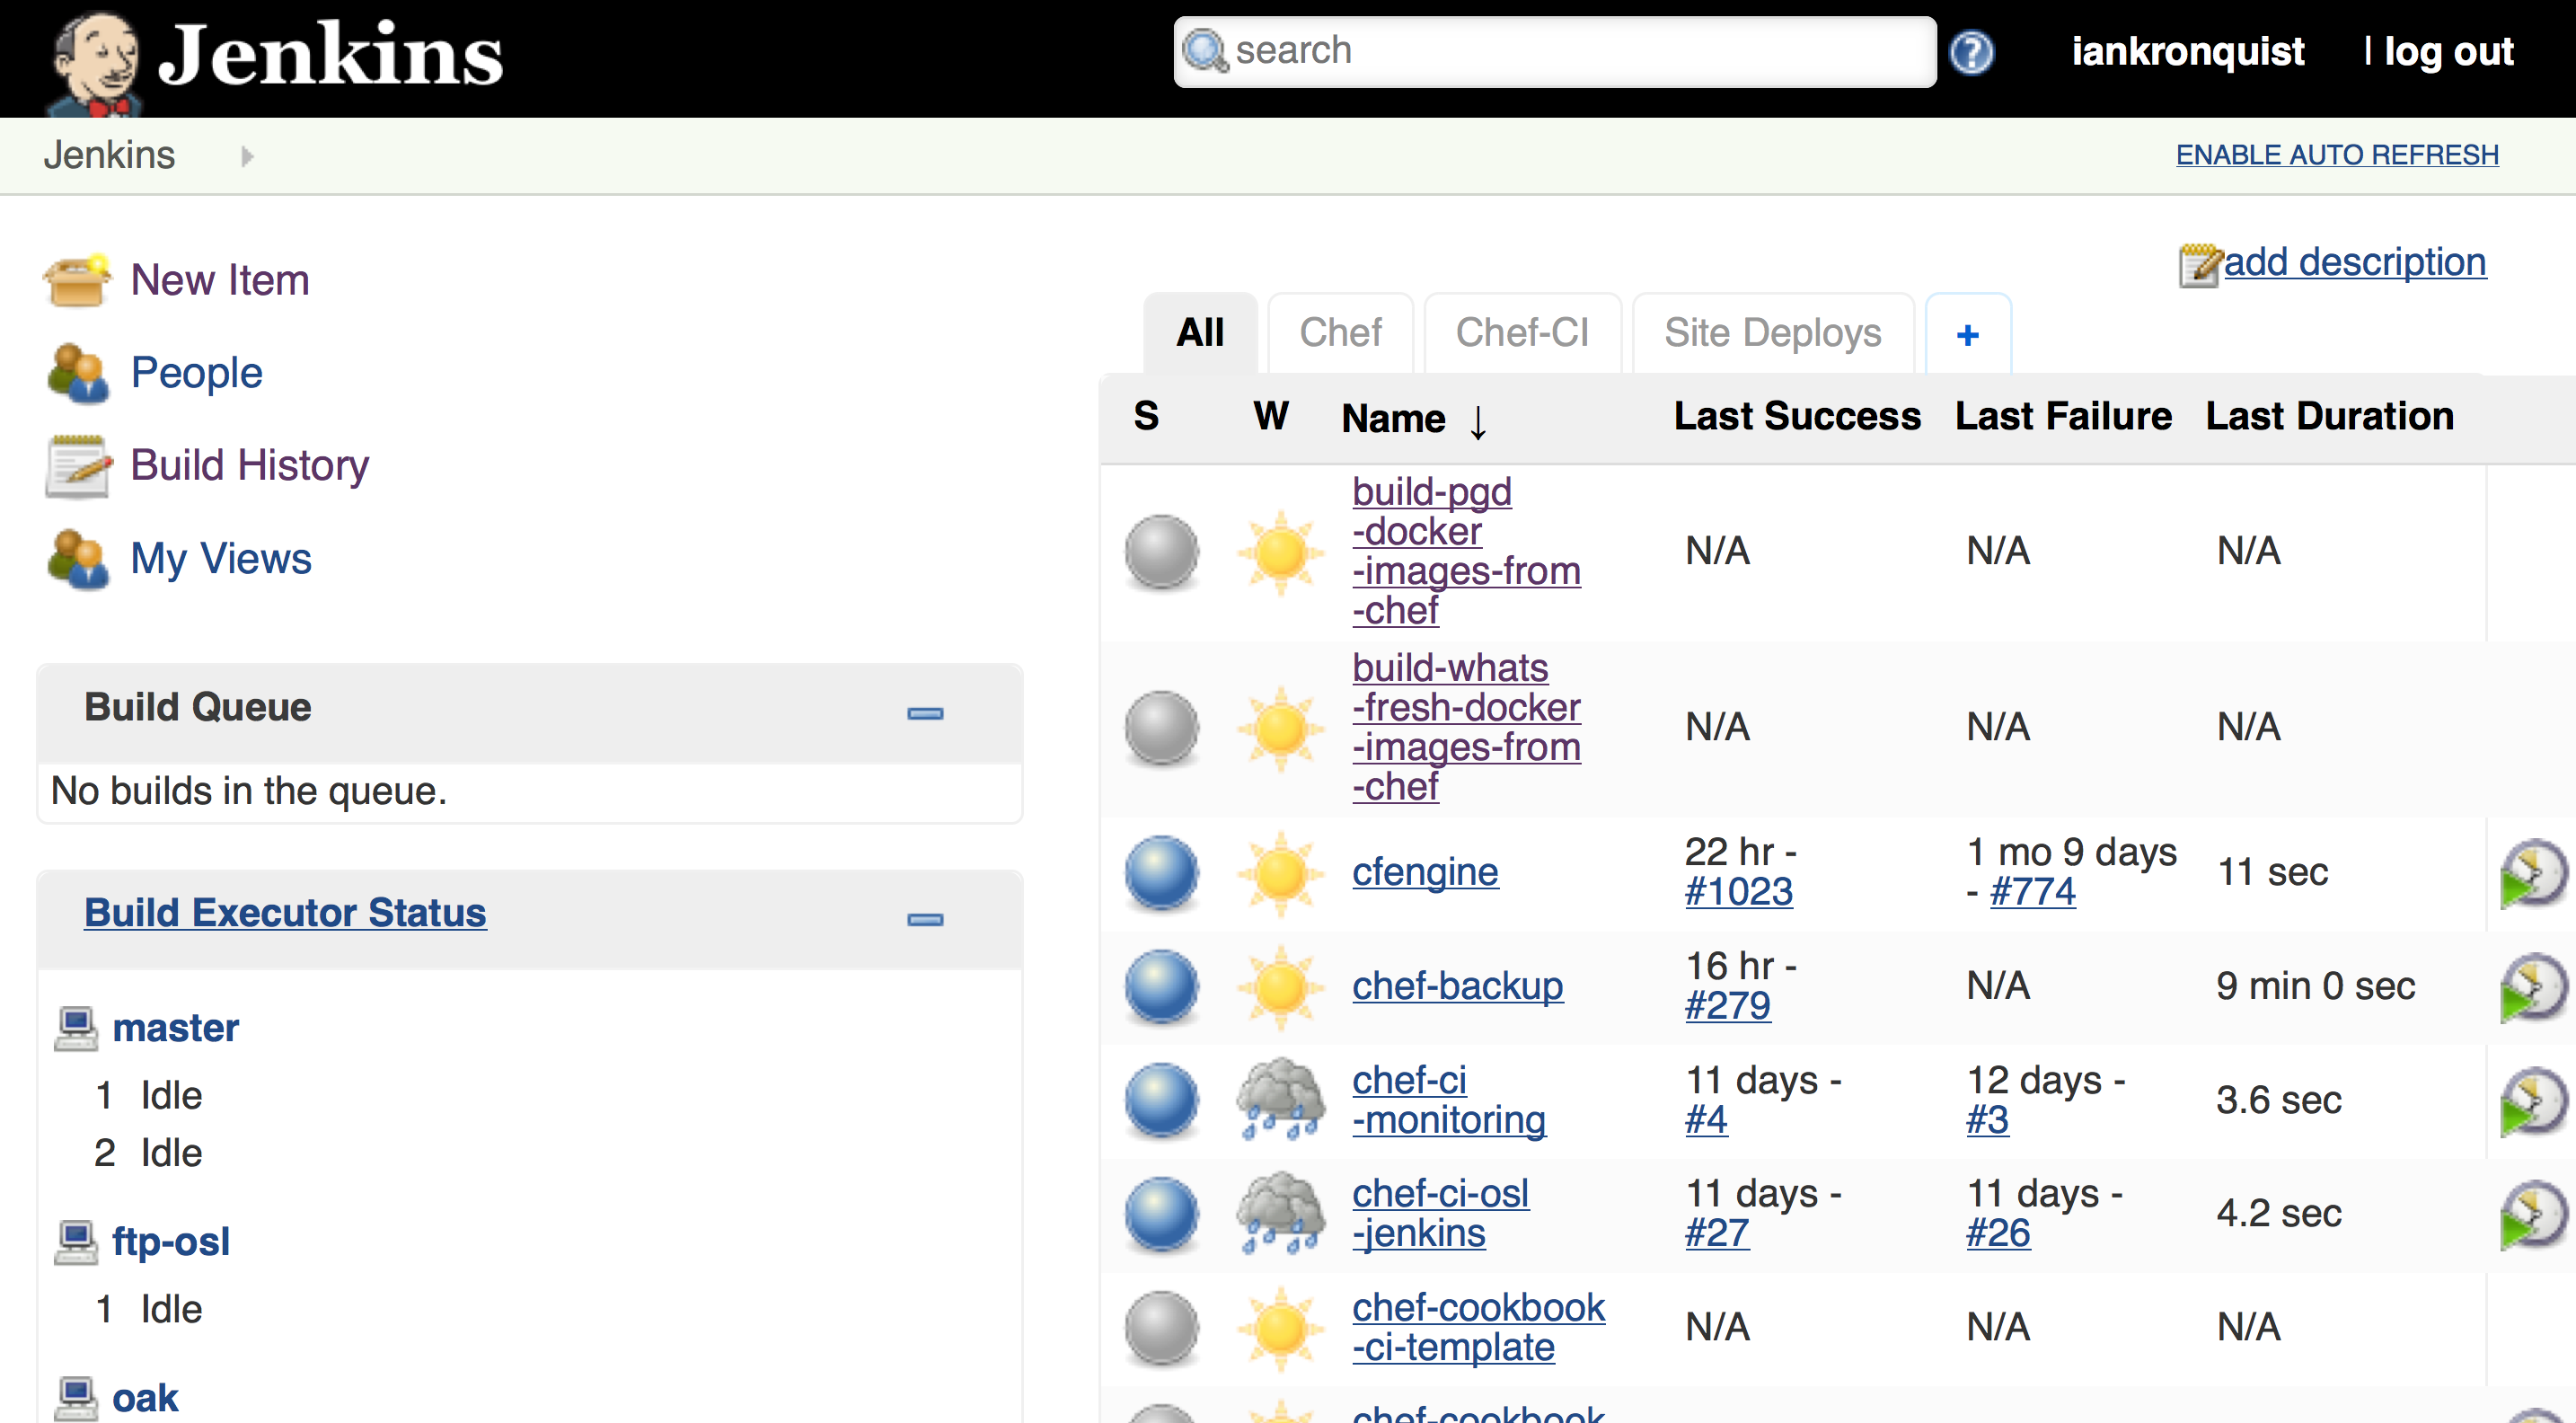 Jenkins
search
iankronquist
| log out
Jenkins
ENABLE AUTO REFRESH
New Item
People
Build History
My Views
Build Queue
No builds in the queue.
Build Executor Status
master
1 Idle
2 Idle
ftp-osl
1 Idle
oak
add description
All Chef Chef-CI Site Deploys +
S W Name ↓ Last Success Last Failure Last Duration
build-pgd
-docker
-images-from
-chef
N/A N/A N/A
build-whats
-fresh-docker
-images-from
-chef
N/A N/A N/A
cfengine
22 hr -
#1023
1 mo 9 days
- #774
11 sec
chef-backup
16 hr -
#279
N/A
9 min 0 sec
chef-ci
-monitoring
11 days -
#4
12 days -
#3
3.6 sec
chef-ci-osl
-jenkins
11 days -
#27
11 days -
#26
4.2 sec
chef-cookbook
-ci-template
N/A N/A N/A
chef-cookbook